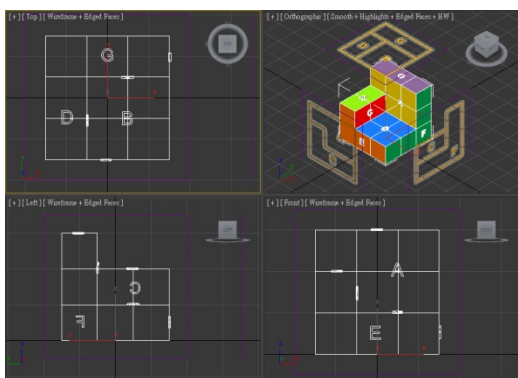 [+] [Top] [Wireframe + Edged Faces]
G
D
B
[+] [Orthographic] [Smooth + Highlights + Edged Faces + HW]
G
A
C
F
E
[+] [Left] [Wireframe + Edged Faces]
C
F
[+] [Front] [Wireframe + Edged Faces]
A
E